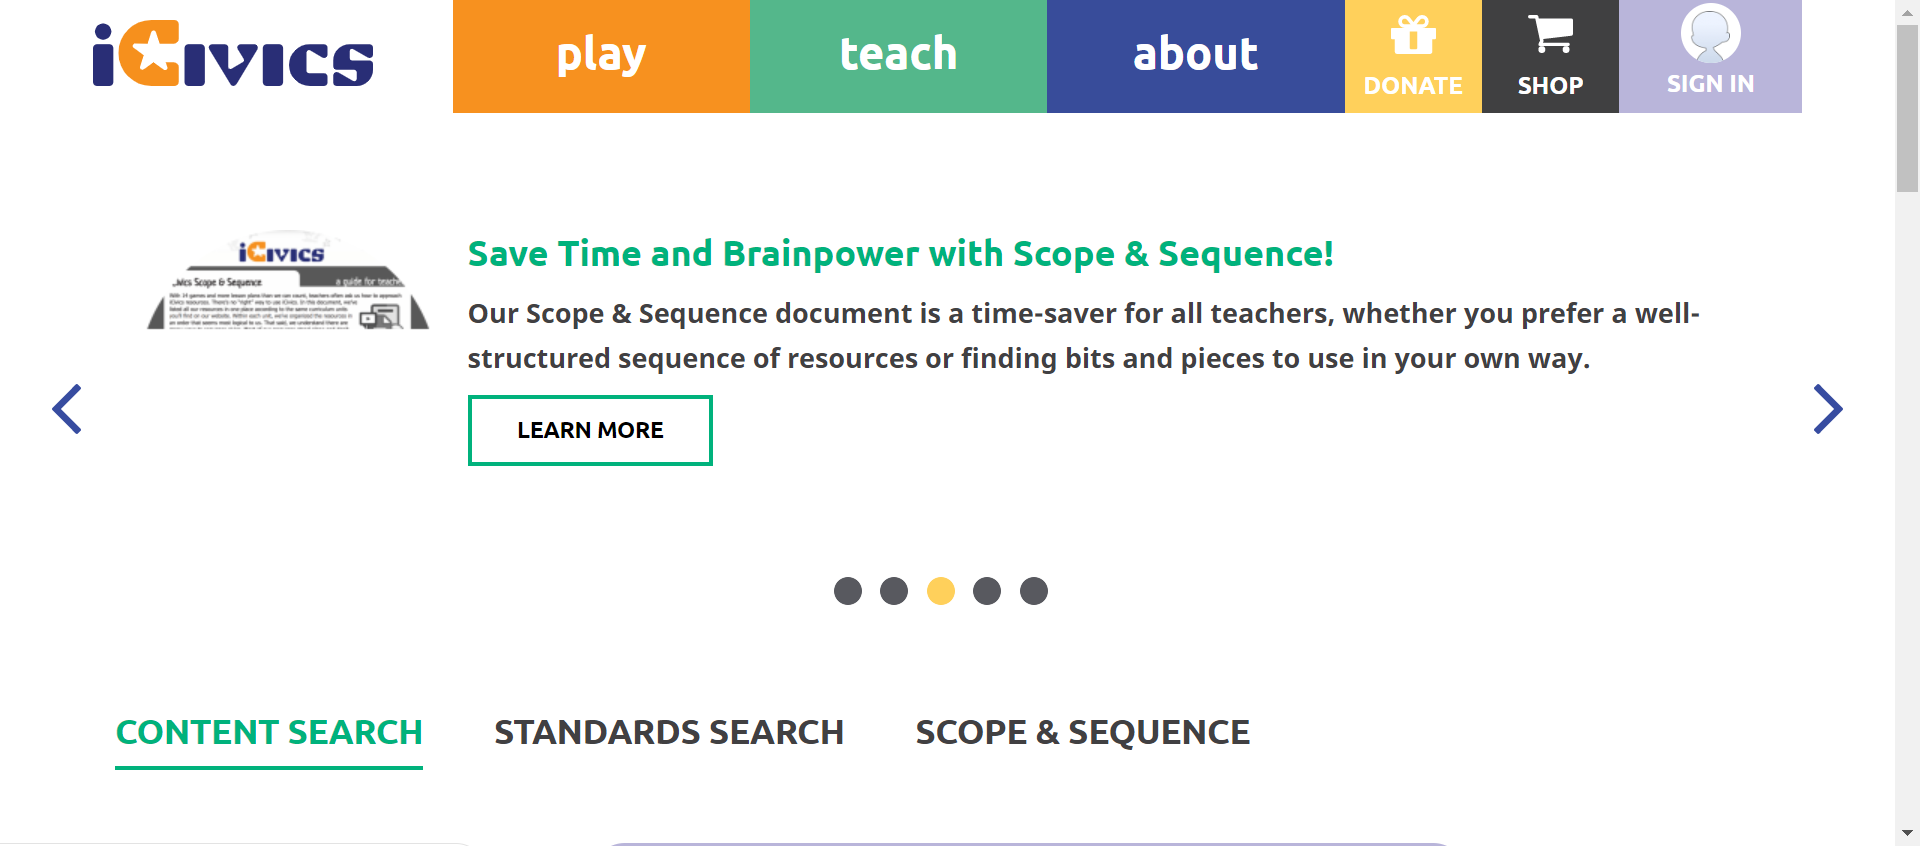 iCivics
play
teach
about
DONATE
SHOP
SIGN IN
iCivics
Scope & Sequence
a guide for
Save Time and Brainpower with Scope & Sequence!
Our Scope & Sequence document is a time-saver for all teachers, whether you prefer a well-
structured sequence of resources or finding bits and pieces to use in your own way.
LEARN MORE
CONTENT SEARCH
STANDARDS SEARCH
SCOPE & SEQUENCE